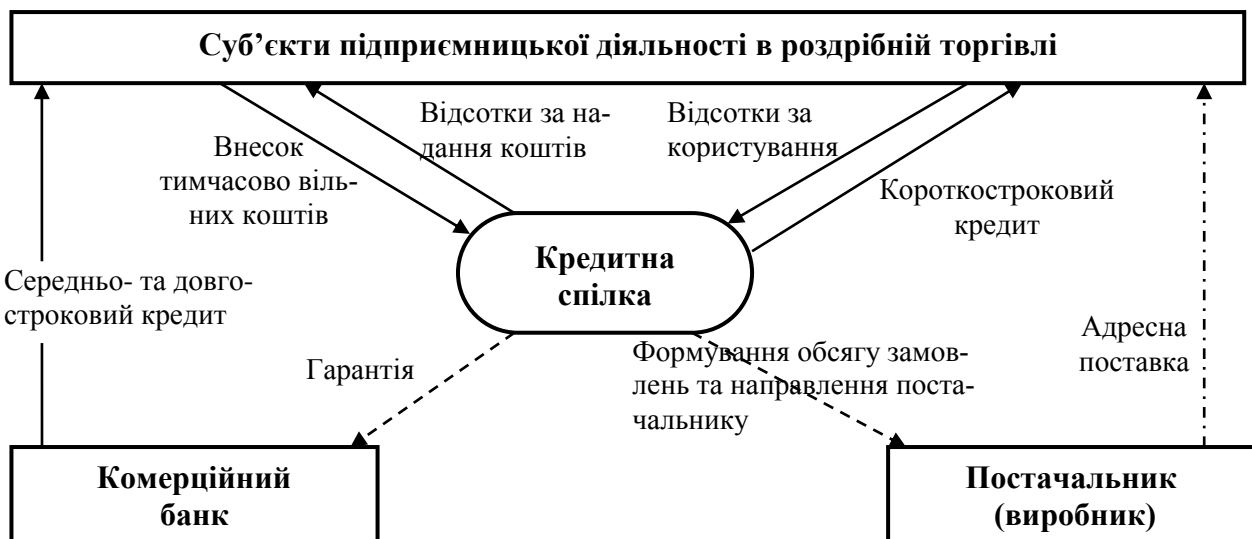 Суб’єкти підприємницької діяльності в роздрібній торгівлі
Внесок
тимчасово віль-
них коштів
Відсотки за на-
дання коштів
Відсотки за
користування
Короткостроковий
кредит
Кредитна
спілка
Середньо- та довго-
строковий кредит
Гарантія
Формування обсягу замов-
лень та направлення поста-
чальнику
Адресна
поставка
Комерційний
банк
Постачальник
(виробник)